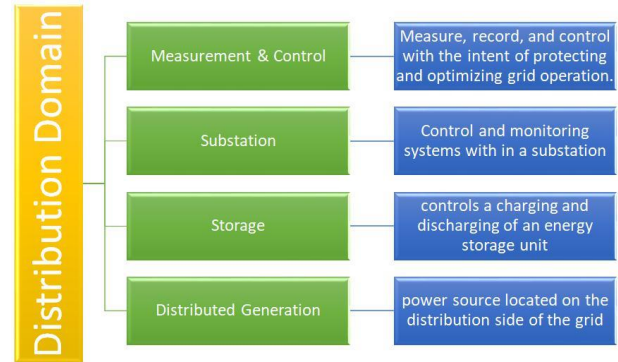 Distribution Domain
Measurement & Control
Measure, record, and control
with the intent of protecting
and optimizing grid operation.
Substation
Control and monitoring
systems with in a substation
Storage
controls a charging and
discharging of an energy
storage unit
Distributed Generation
power source located on the
distribution side of the grid